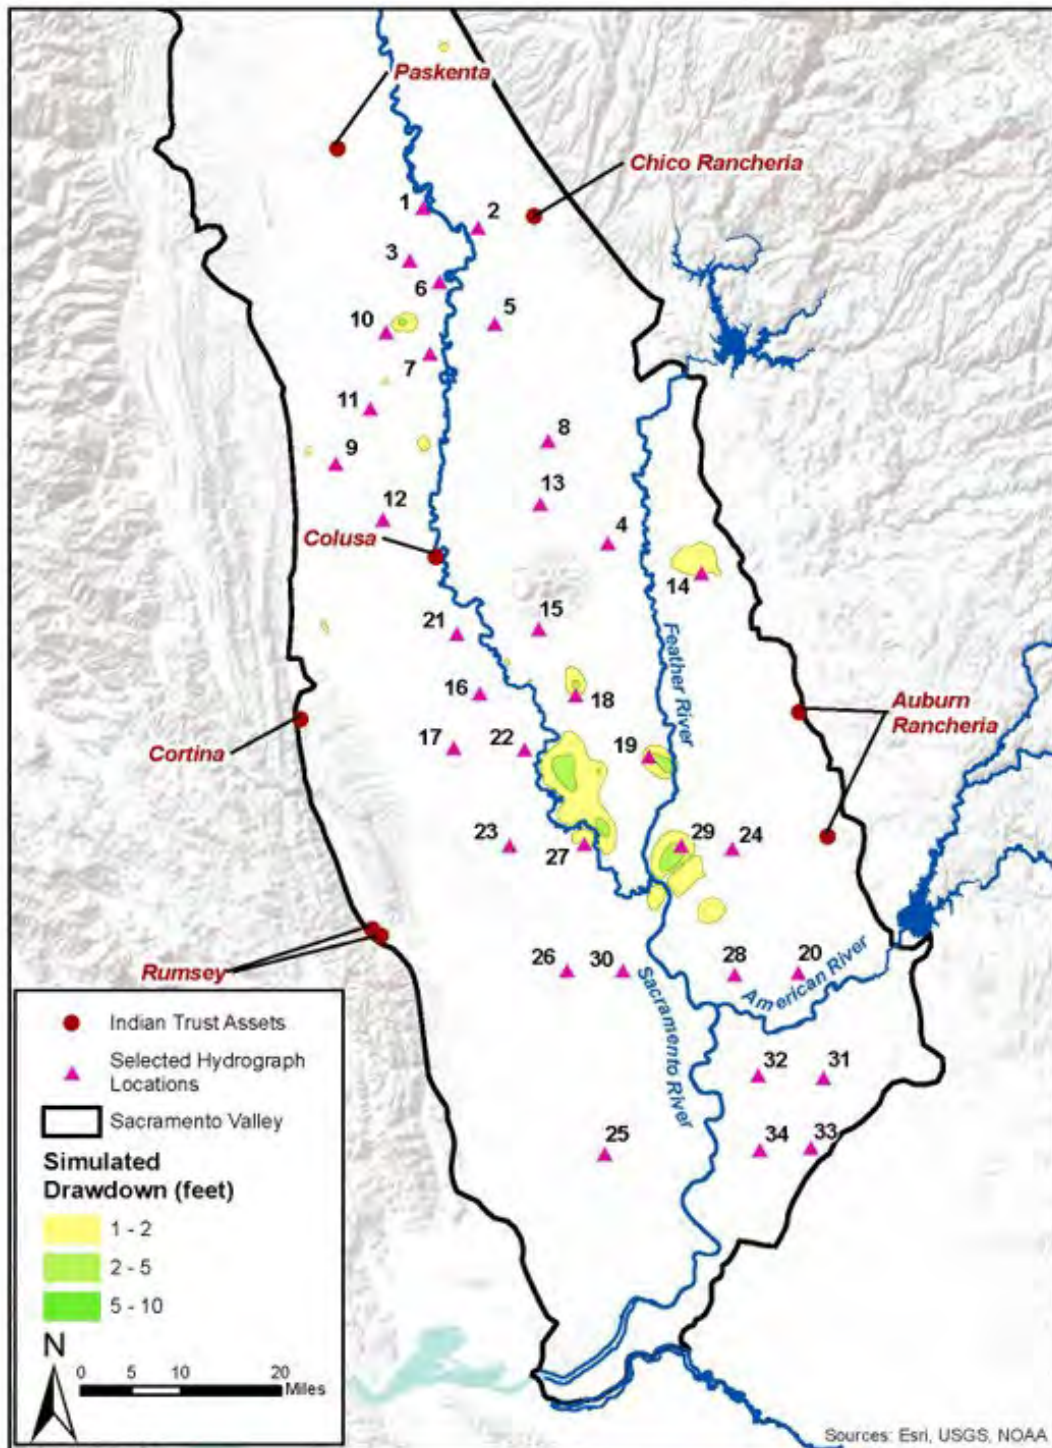 Paskenta
Chico Rancheria
1
2
3
6
5
10
7
11
8
9
13
12
4
Colusa
14
15
21
Feather River
16
18
Auburn
Rancheria
Cortina
17
22
19
23
27
29
24
Rumsey
26
30
28
20
American River
Sacramento River
32
31
25
34
33
Indian Trust Assets
Selected Hydrograph
Locations
Sacramento Valley
Simulated
Drawdown (feet)
1 - 2
2 - 5
5 - 10
N
0 5 10 20
Miles
Sources: Esri, USGS, NOAA